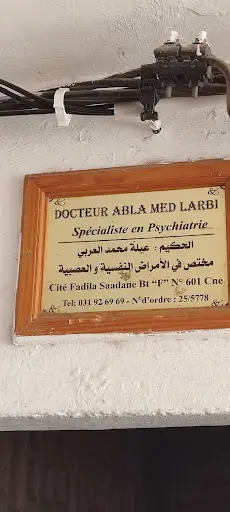 DOCTEUR ABLA MED LARBI
Spécialiste en Psychiatrie
الحكيم : عبلة محمد العربي
مختص في الأمراض النفسية و العصبية
Cité Fadila Saadane Bt "F" N° 601 Cne
Tel: 031 92 69 69 - N°d'ordre : 25/5778